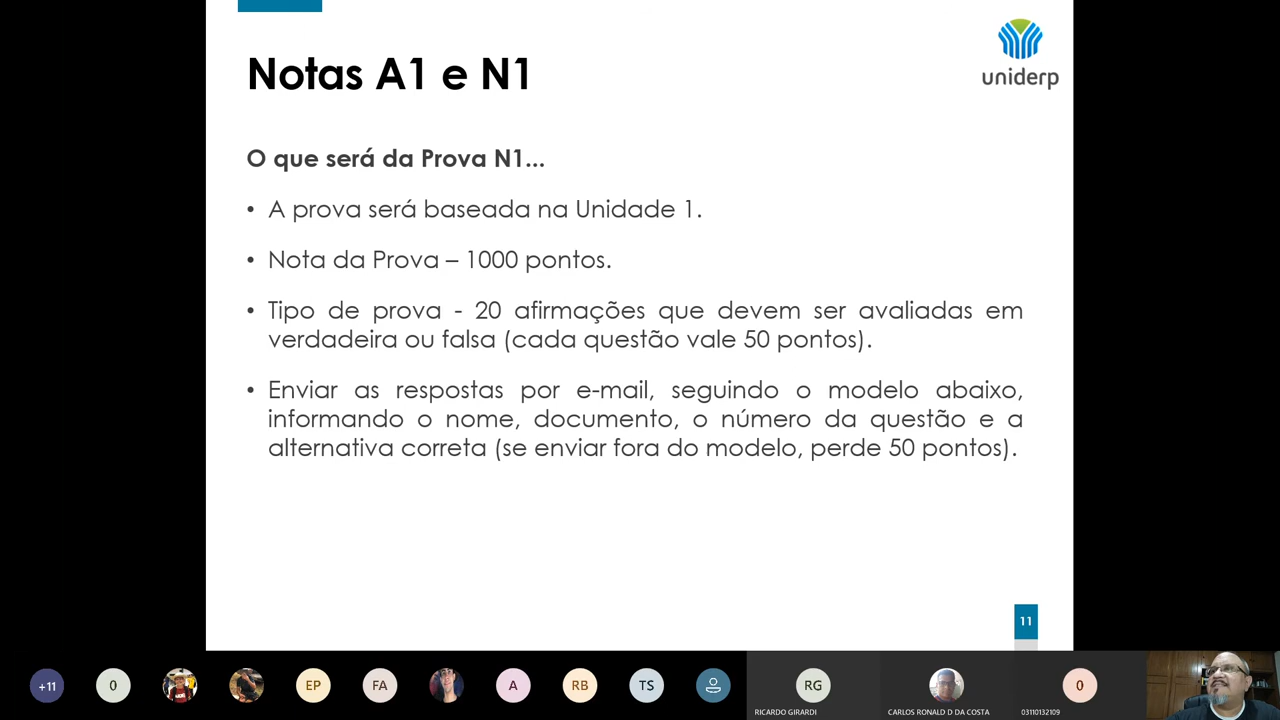 uniderp
Notas A1 e N1
O que será da Prova N1...
• A prova será baseada na Unidade 1.
• Nota da Prova – 1000 pontos.
• Tipo de prova - 20 afirmações que devem ser avaliadas em
verdadeira ou falsa (cada questão vale 50 pontos).
• Enviar as respostas por e-mail, seguindo o modelo abaixo,
informando o nome, documento, o número da questão e a
alternativa correta (se enviar fora do modelo, perde 50 pontos).
11
+11
0
EP
FA
A
RB
TS
RG
0
RICARDO GIRARDI
CARLOS RONALD D DA COSTA
03110132109